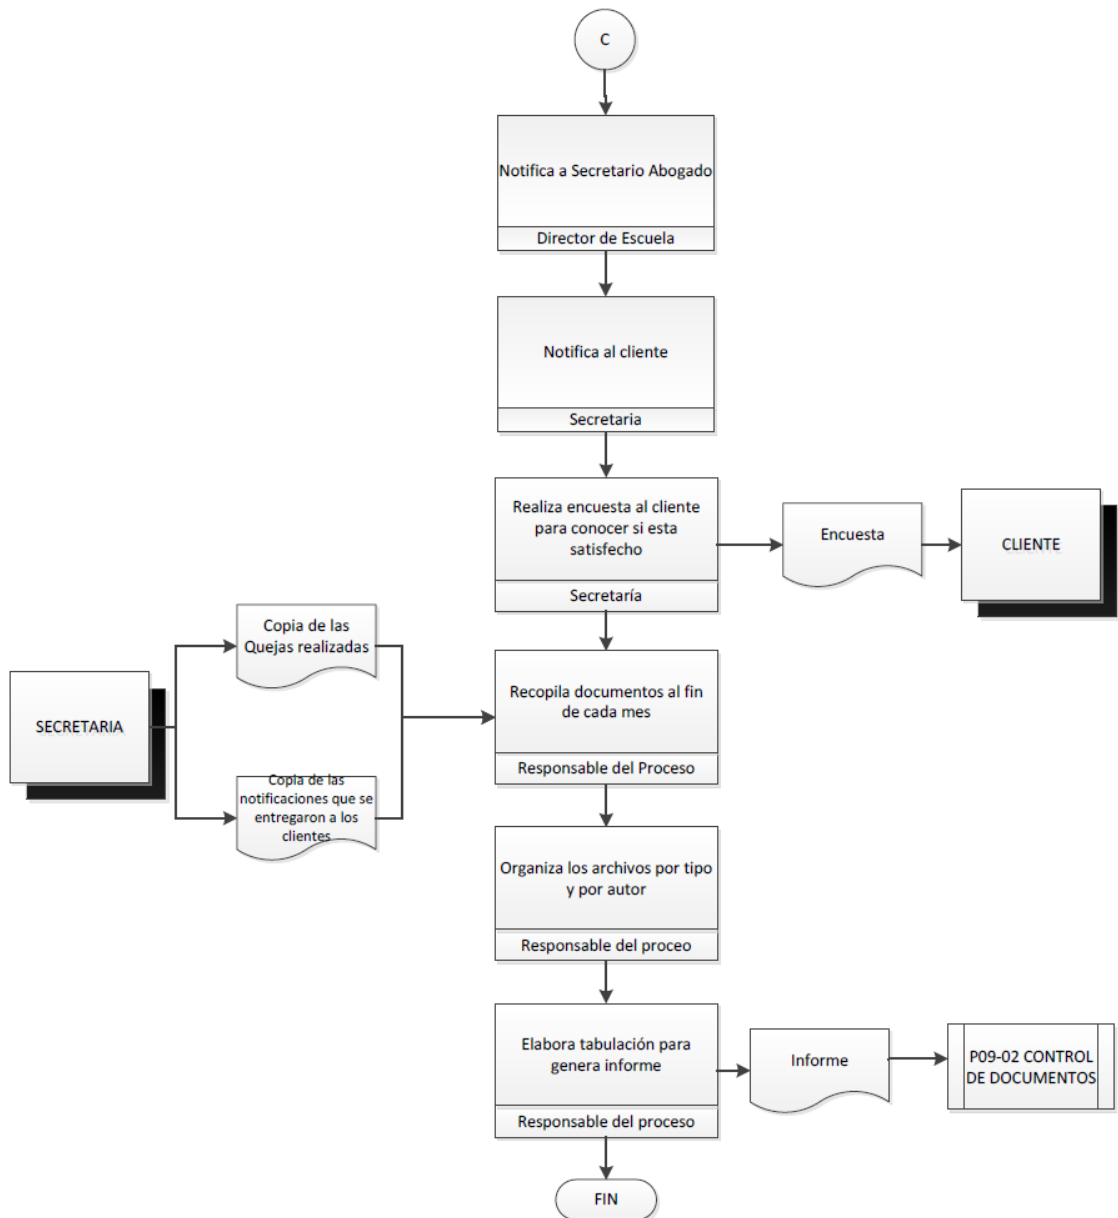 C
Notifica a Secretario Abogado
Director de Escuela
Notifica al cliente
Secretaria
Realiza encuesta al cliente
para conocer si esta
satisfecho
Secretaría
Encuesta
CLIENTE
Copia de las
Quejas realizadas
SECRETARIA
Copia de las
notificaciones que se
entregaron a los
clientes
Recopila documentos al fin
de cada mes
Responsable del Proceso
Organiza los archivos por tipo
y por autor
Responsable del proceo
Elabora tabulación para
genera informe
Responsable del proceso
Informe
P09-02 CONTROL
DE DOCUMENTOS
FIN